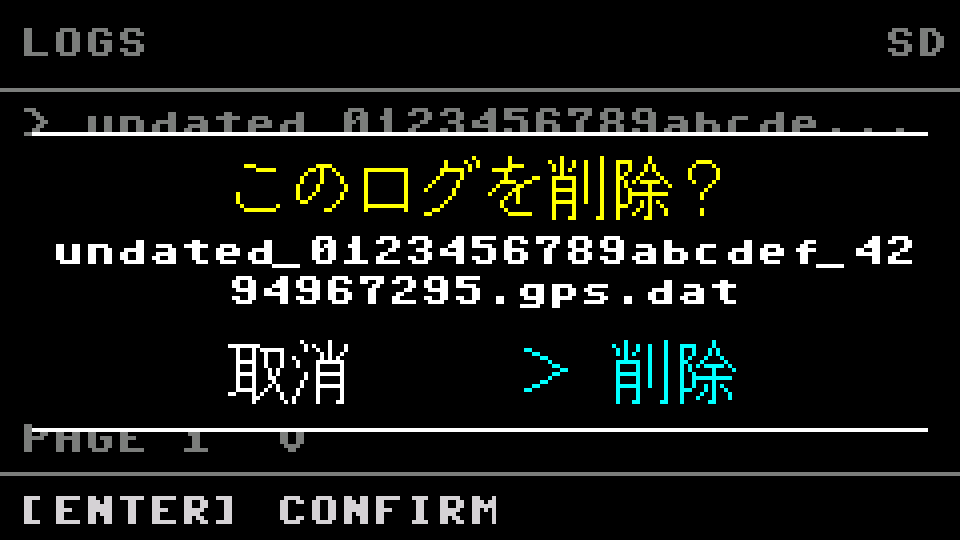 LOGS SD
> undated_0123456789abcde...
このログを削除?
undated_0123456789abcdef_42
94967295.gps.dat
取消 > 削除
PAGE 1
[ENTER] CONFIRM